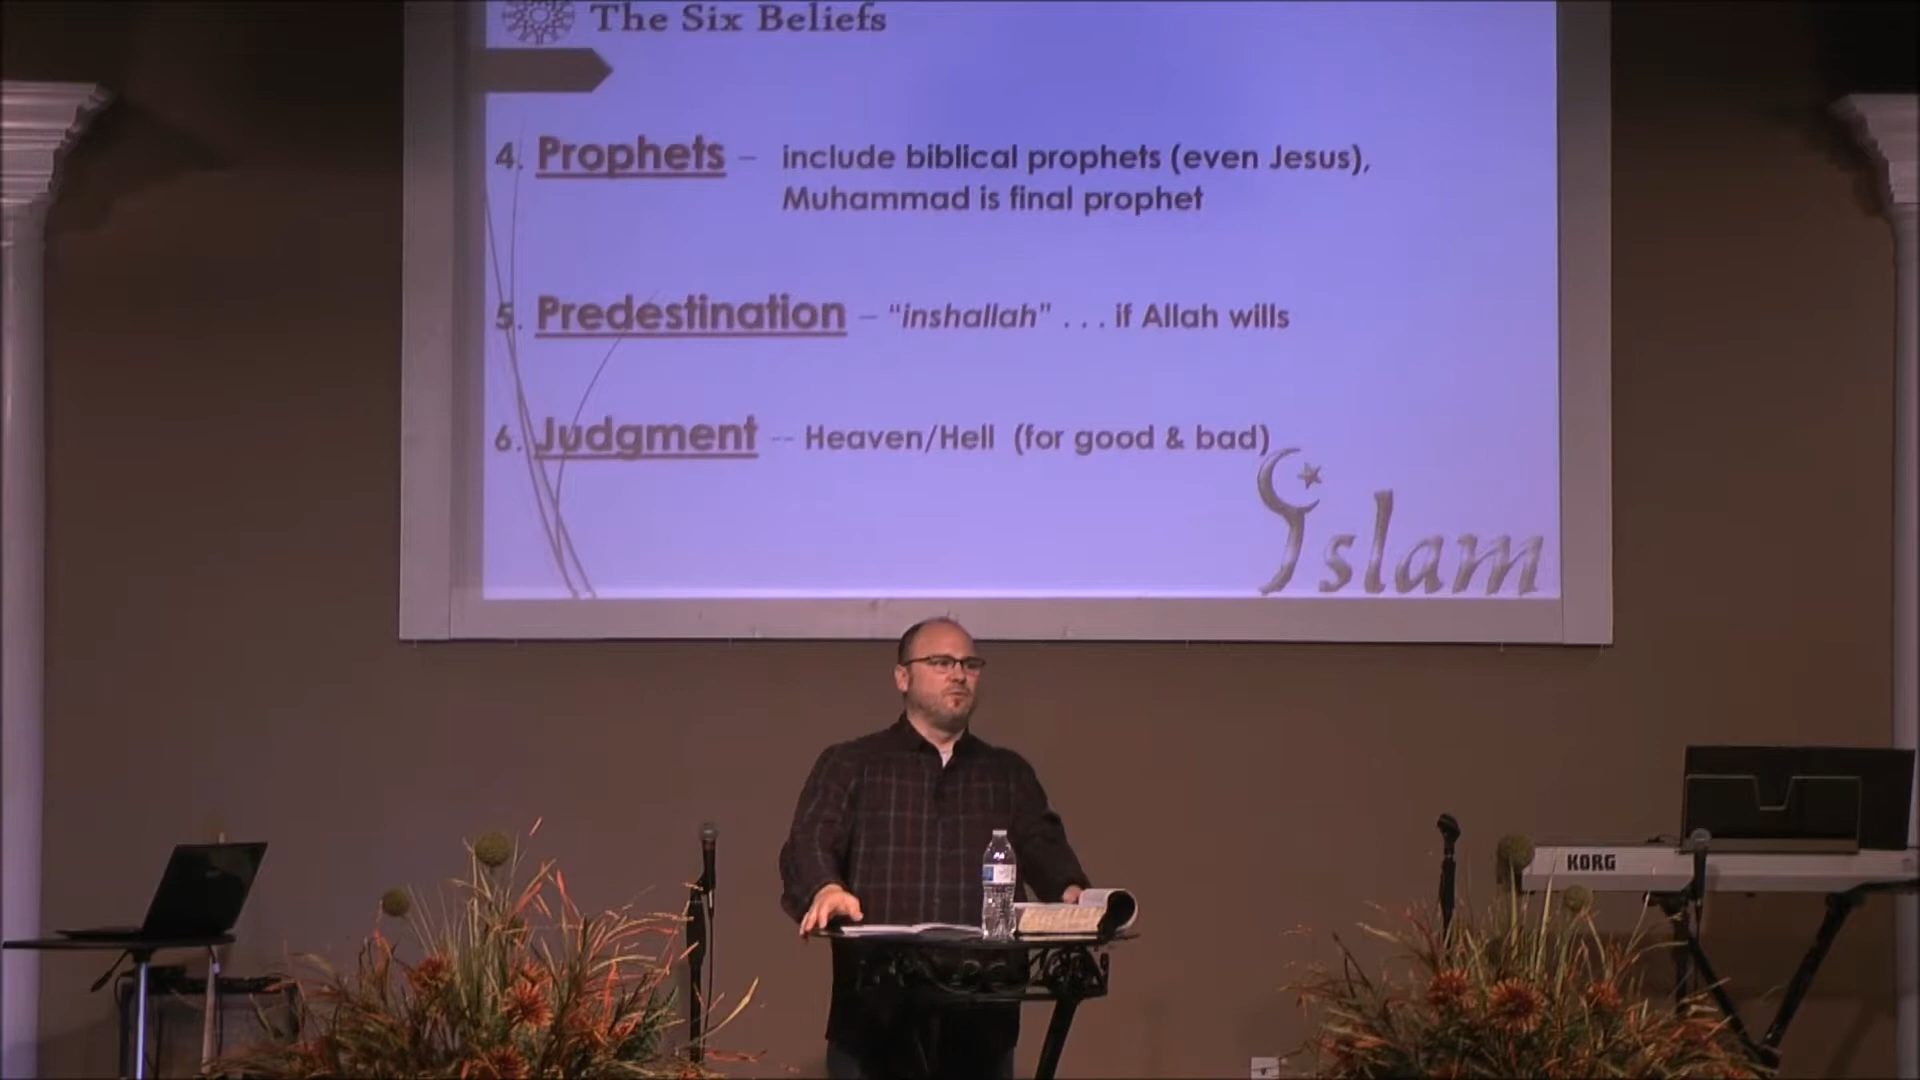 The Six Beliefs
4. Prophets – include biblical prophets (even Jesus),
Muhammad is final prophet
5. Predestination – “inshallah” . . . if Allah wills
6. Judgment -- Heaven/Hell (for good & bad)
Islam
KORG